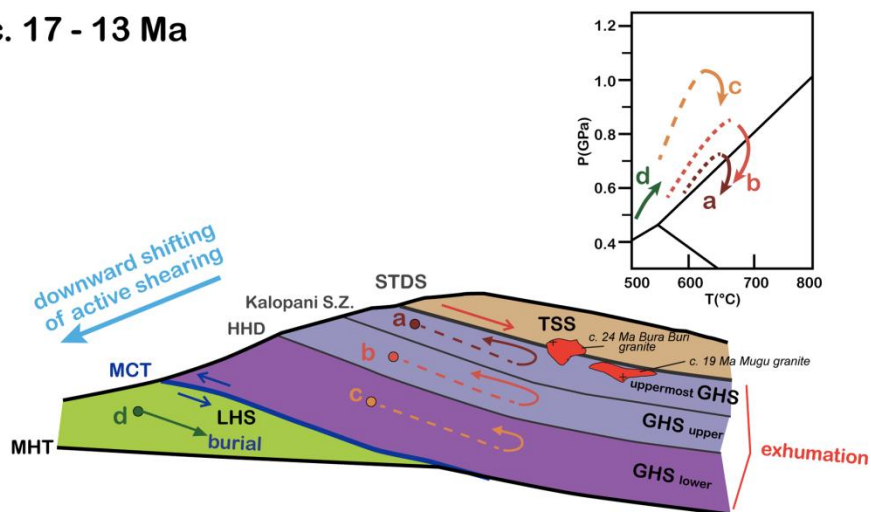 c. 17 - 13 Ma
1.2
1.0
0.8
0.6
0.4
P(GPa)
500
600
700
800
T(°C)
c
b
a
d
downward shifting
of active shearing
STDS
Kalopani S.Z.
HHD
MCT
MHT
TSS
c. 24 Ma Bura Buri
granite
c. 19 Ma Mugu granite
a
b
c
d
LHS
burial
uppermost GHS
GHS upper
GHS lower
exhumation